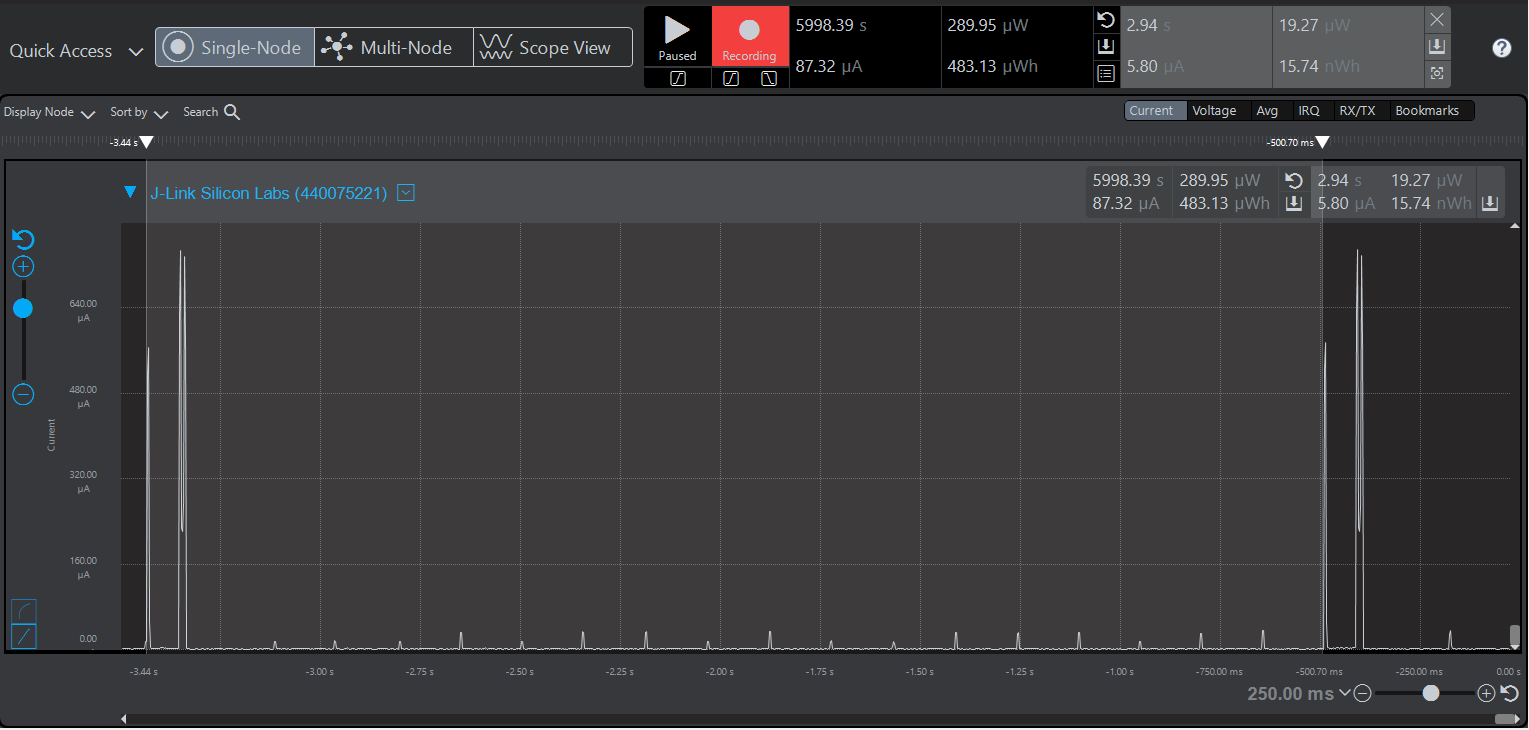 Quick Access
Single-Node
Multi-Node
Scope View
Paused
Recording
5998.39 s
87.32 µA
289.95 µW
483.13 µWh
2.94 s
5.80 µA
19.27 µW
15.74 nWh
Display Node
Sort by
Search
Current
Voltage
Avg
IRQ
RX/TX
Bookmarks
-3.44 s
-500.70 ms
J-Link Silicon Labs (440075221)
5998.39 s
87.32 µA
289.95 µW
483.13 µWh
2.94 s
5.80 µA
19.27 µW
15.74 nWh
640.00
µA
480.00
µA
320.00
µA
160.00
µA
0.00
Current
-3.44 s
-3.00 s
-2.75 s
-2.50 s
-2.25 s
-2.00 s
-1.75 s
-1.50 s
-1.25 s
-1.00 s
-750.00 ms
-500.70 ms
-250.00 ms
0.00 s
250.00 ms